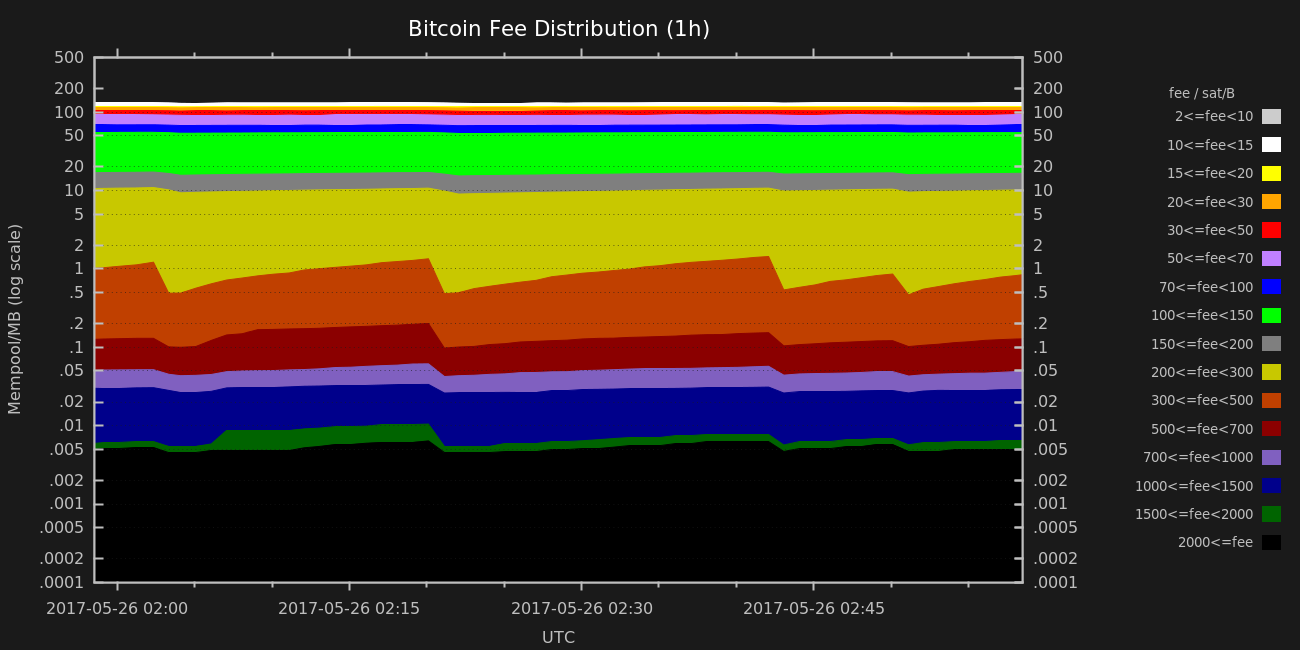 Bitcoin Fee Distribution (1h)
Mempool/MB (log scale)
500
200
100
50
20
10
5
2
1
.5
.2
.1
.05
.02
.01
.005
.002
.001
.0005
.0002
.0001
500
200
100
50
20
10
5
2
1
.5
.2
.1
.05
.02
.01
.005
.002
.001
.0005
.0002
.0001
2017-05-26 02:00 2017-05-26 02:15 2017-05-26 02:30 2017-05-26 02:45
UTC
fee / sat/B
2<=fee<10
10<=fee<15
15<=fee<20
20<=fee<30
30<=fee<50
50<=fee<70
70<=fee<100
100<=fee<150
150<=fee<200
200<=fee<300
300<=fee<500
500<=fee<700
700<=fee<1000
1000<=fee<1500
1500<=fee<2000
2000<=fee